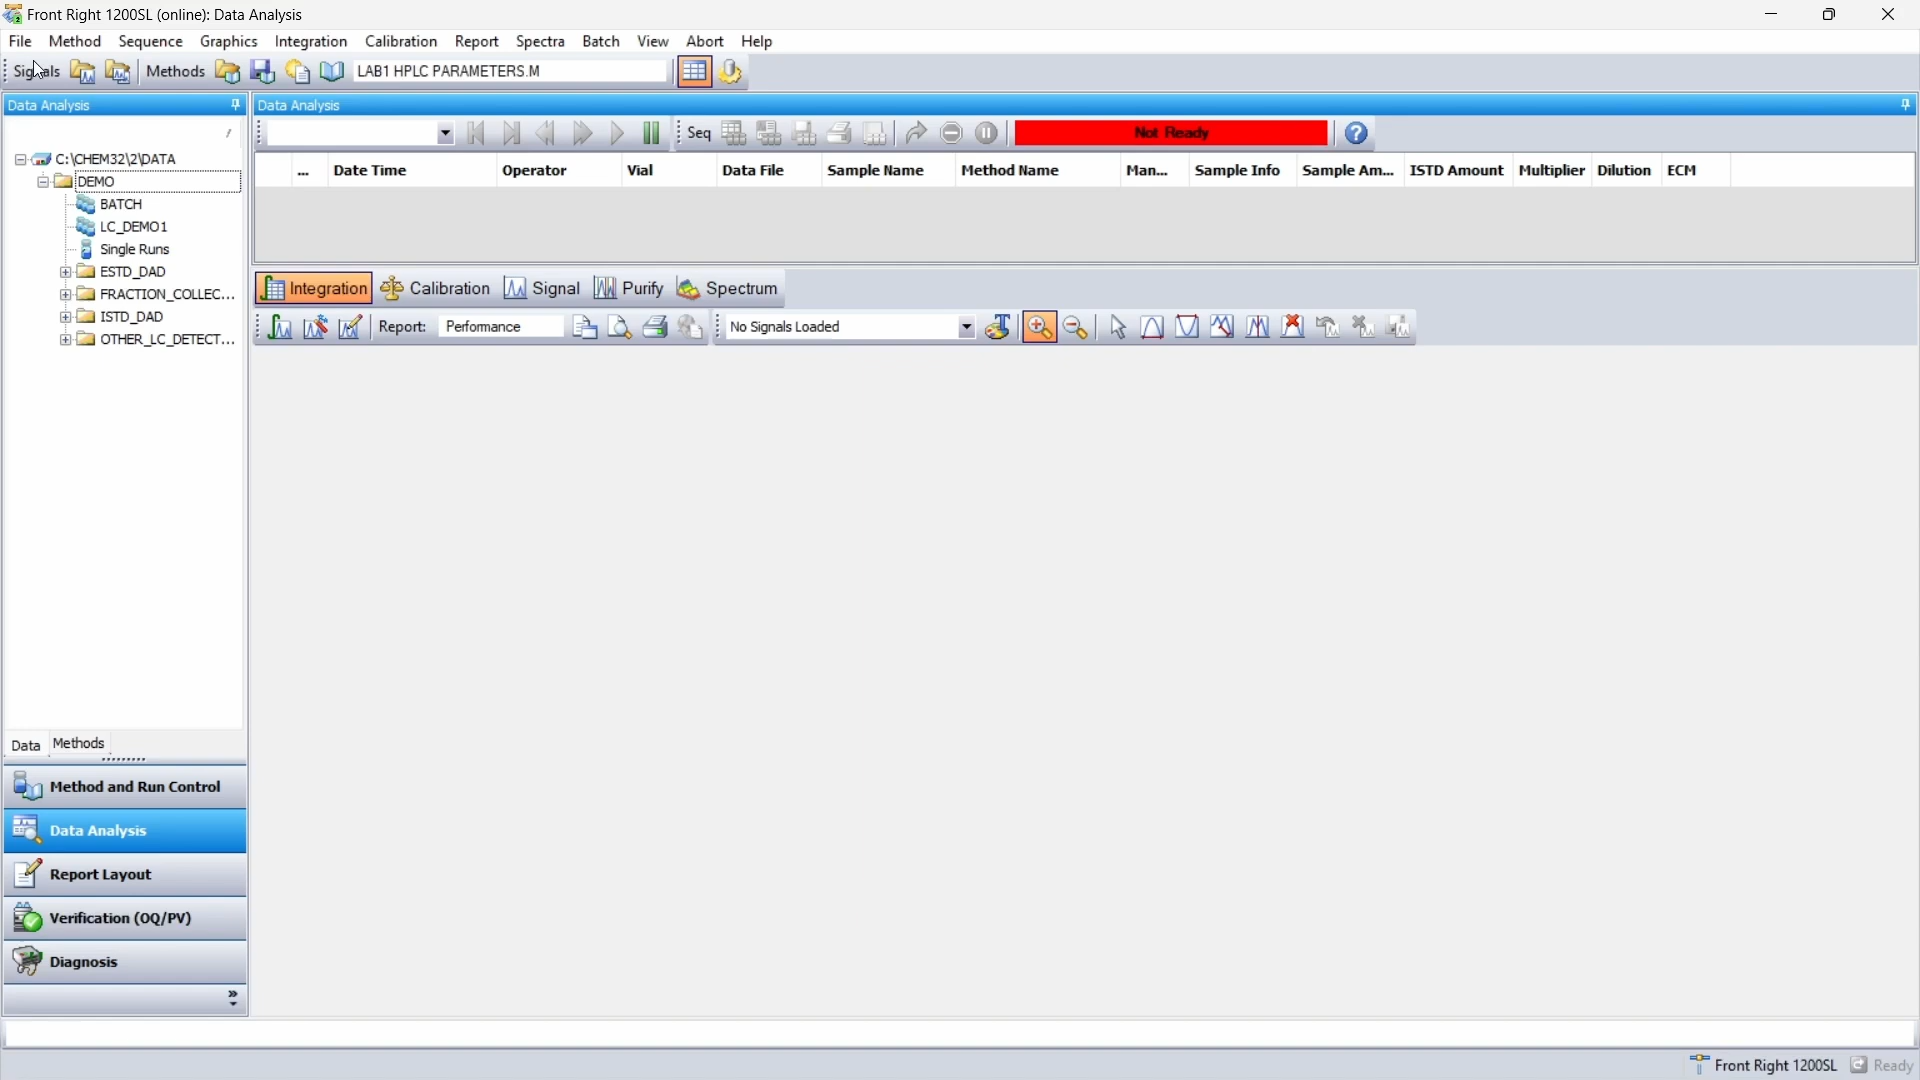 Front Right 1200SL (online): Data Analysis
File Method Sequence Graphics Integration Calibration Report Spectra Batch View Abort Help
Signals Methods LAB1 HPLC PARAMETERS.M
Data Analysis
Data Analysis
C:\CHEM32\2\DATA
DEMO
BATCH
LC_DEMO1
Single Runs
ESTD_DAD
FRACTION_COLLEC...
ISTD_DAD
OTHER_LC_DETECT...
Data Methods
Method and Run Control
Data Analysis
Report Layout
Verification (OQ/PV)
Diagnosis
Seq Not Ready
... Date Time Operator Vial Data File Sample Name Method Name Man... Sample Info Sample Am... ISTD Amount Multiplier Dilution ECM
Integration Calibration Signal Purify Spectrum
Report: Performance No Signals Loaded
Front Right 1200SL Ready